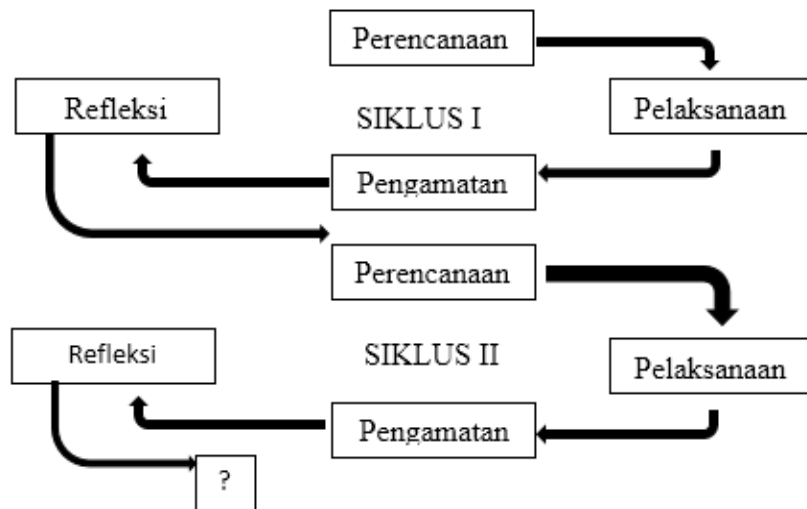 Perencanaan
Pelaksanaan
Refleksi
SIKLUS I
Pengamatan
Perencanaan
Pelaksanaan
Refleksi
SIKLUS II
Pengamatan
?